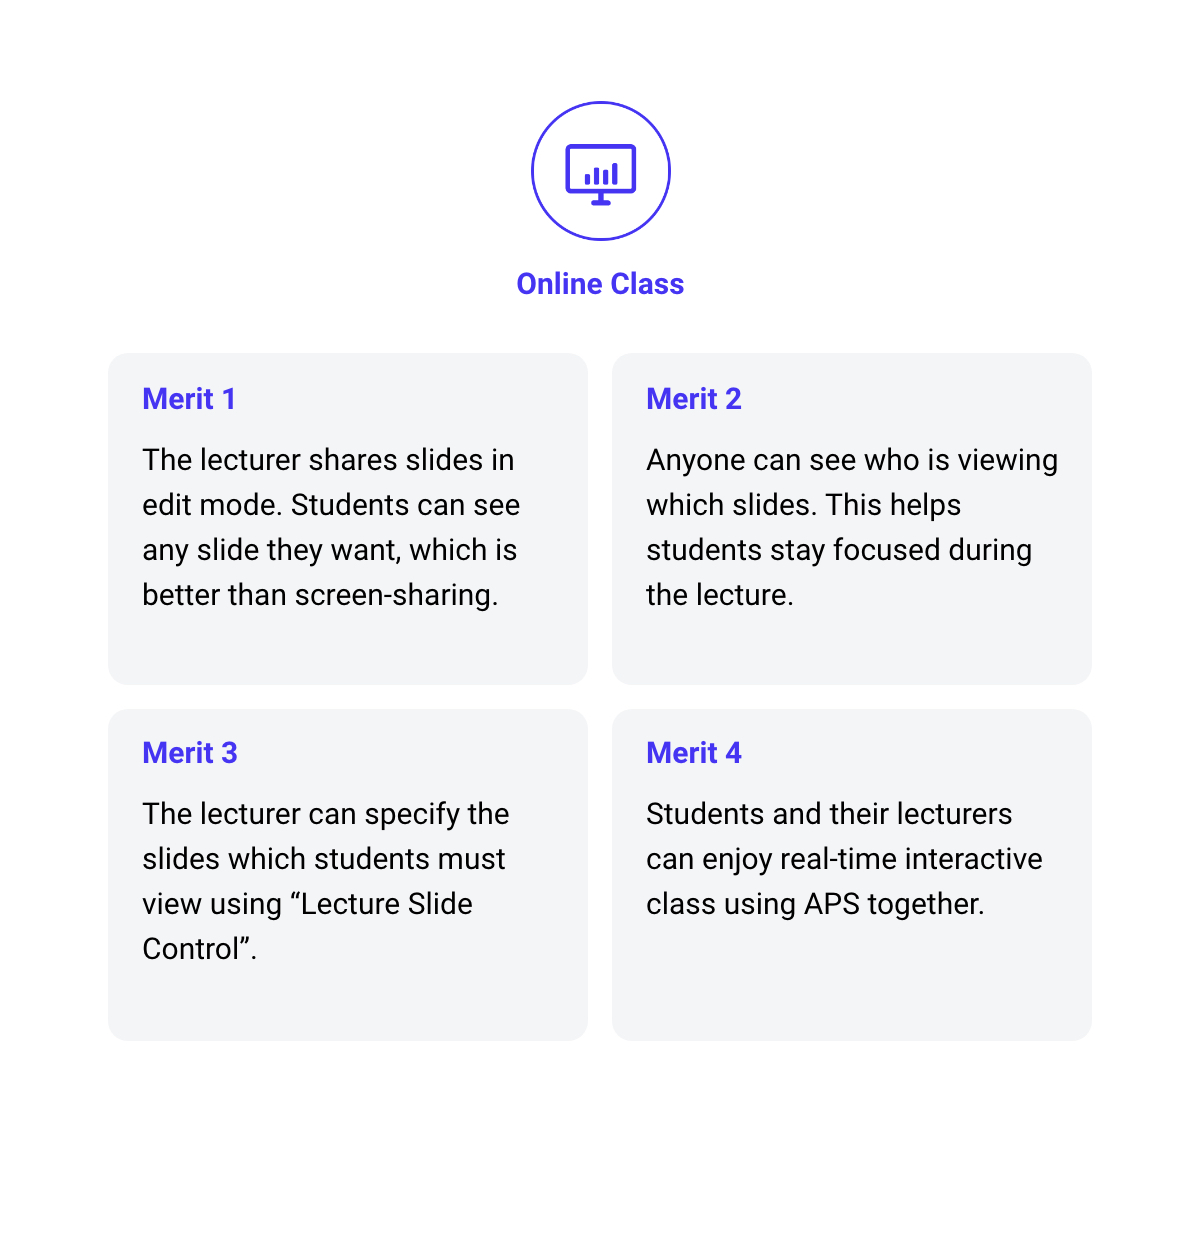 Online Class
Merit 1
The lecturer shares slides in
edit mode. Students can see
any slide they want, which is
better than screen-sharing.
Merit 2
Anyone can see who is viewing
which slides. This helps
students stay focused during
the lecture.
Merit 3
The lecturer can specify the
slides which students must
view using “Lecture Slide
Control”.
Merit 4
Students and their lecturers
can enjoy real-time interactive
class using APS together.